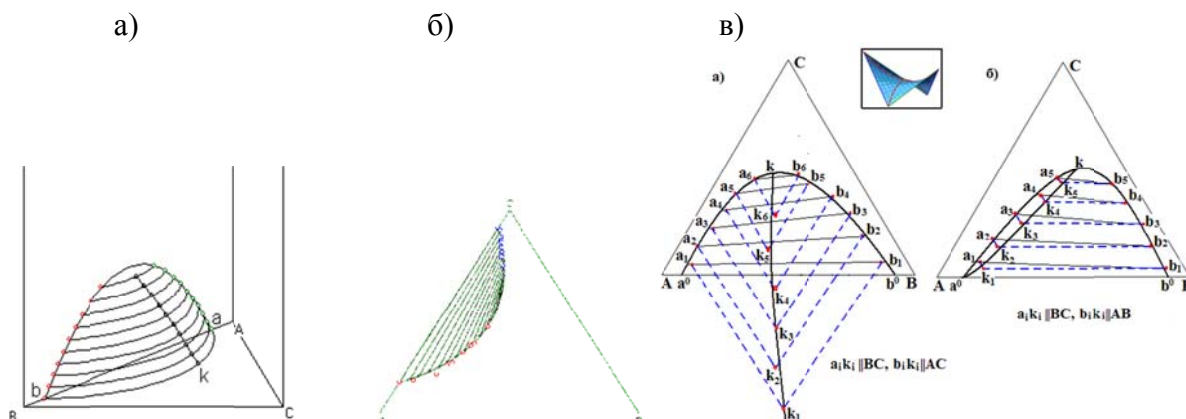 а)
б)
в)
b
a
A
k
B
C
а)
C
k
a₆
b₆
a₅
b₅
a₄
b₄
k₆
a₃
b₃
a₂
b₂
k₅
a₁
b₁
A
a⁰
b⁰
B
k₄
k₃
k₂
k₁
aᵢkᵢ||BC, bᵢkᵢ||AC
б)
C
k
a₅
b₅
k₅
a₄
b₄
k₄
a₃
b₃
k₃
a₂
b₂
k₂
a₁
b₁
k₁
A
a⁰
b⁰
aᵢkᵢ||BC, bᵢkᵢ||AB